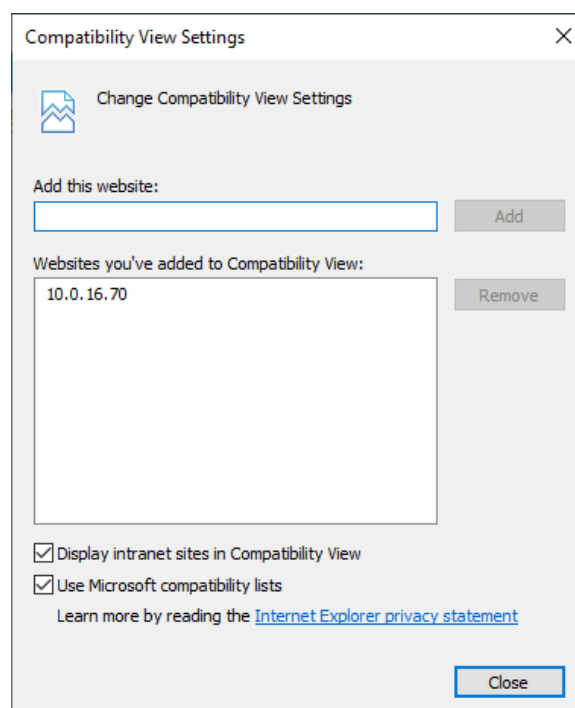 Compatibility View Settings
Change Compatibility View Settings
Add this website:
Add
Websites you've added to Compatibility View:
10.0.16.70
Remove
Display intranet sites in Compatibility View
Use Microsoft compatibility lists
Learn more by reading the Internet Explorer privacy statement
Close